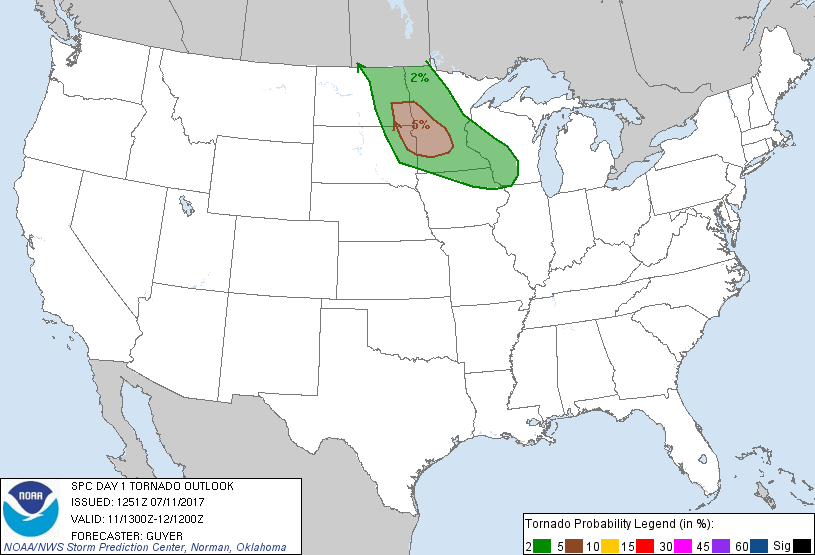 2%
5%
NOAA
SPC DAY 1 TORNADO OUTLOOK
ISSUED: 1251Z 07/11/2017
VALID: 11/1300Z-12/1200Z
FORECASTER: GUYER
NOAA/NWS Storm Prediction Center, Norman, Oklahoma
Tornado Probability Legend (in %):
2 5 10 15 30 45 60 Sig